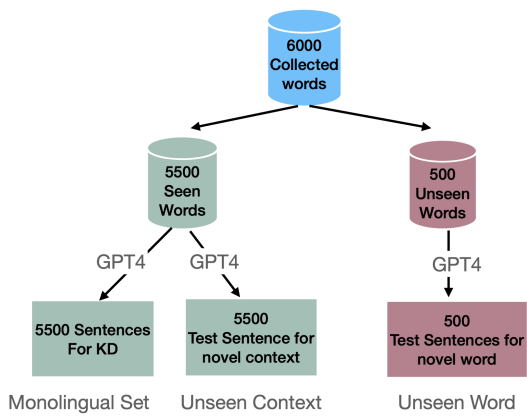 6000
Collected
words
5500
Seen
Words
500
Unseen
Words
GPT4
GPT4
GPT4
5500 Sentences
For KD
5500
Test Sentence for
novel context
500
Test Sentences for
novel word
Monolingual Set
Unseen Context
Unseen Word